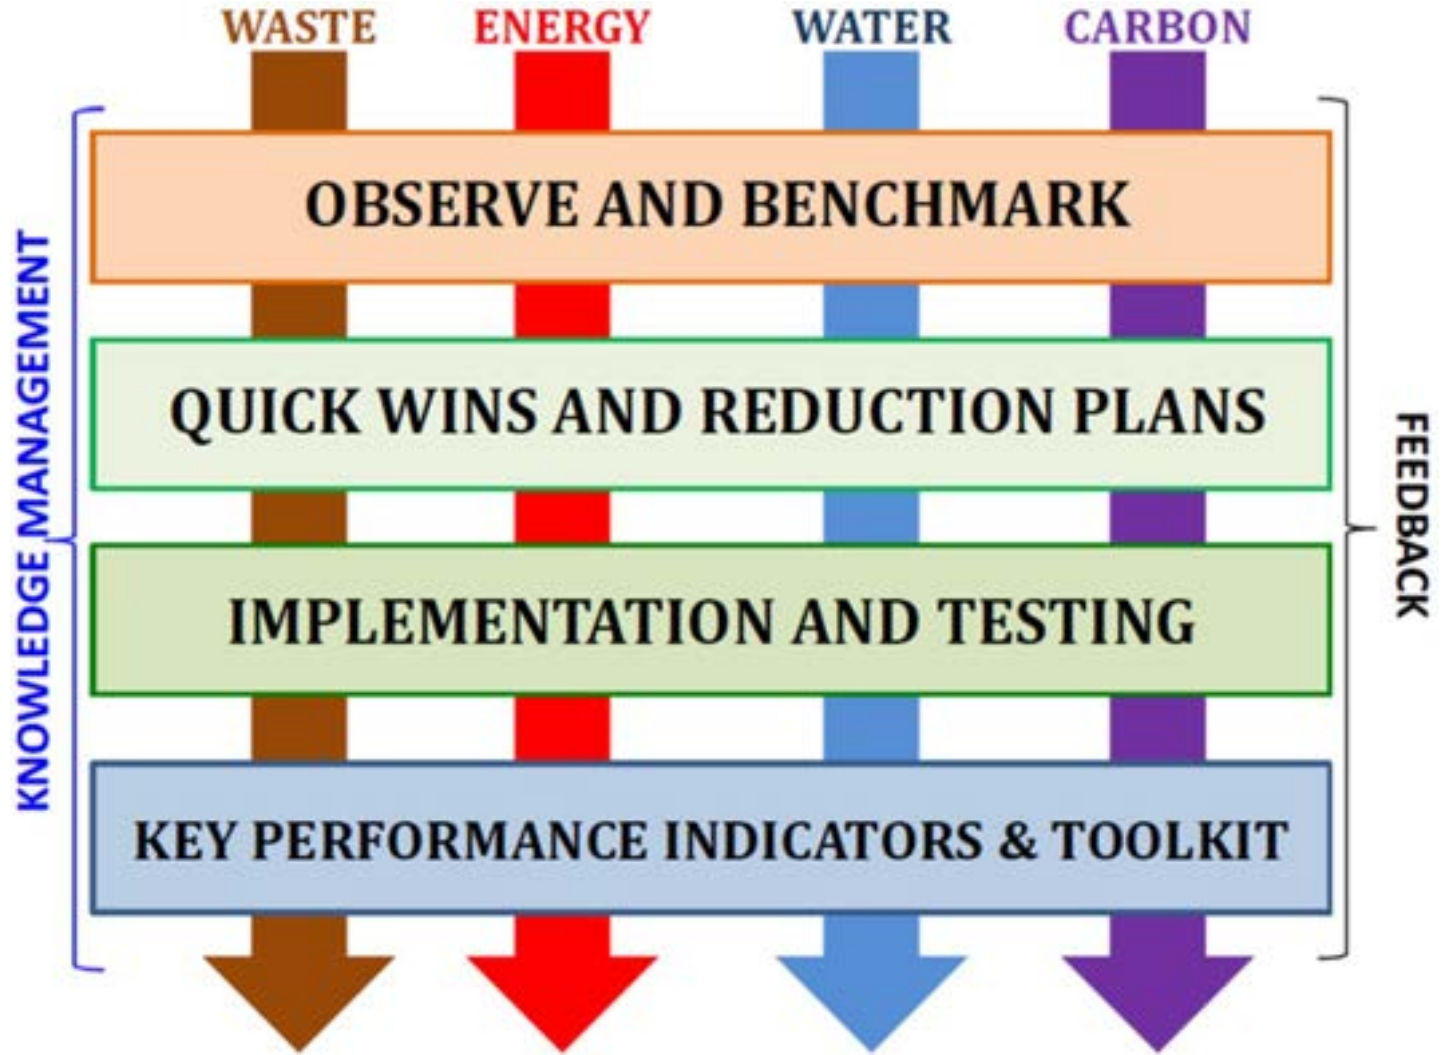 WASTE ENERGY WATER CARBON
OBSERVE AND BENCHMARK
QUICK WINS AND REDUCTION PLANS
IMPLEMENTATION AND TESTING
KEY PERFORMANCE INDICATORS & TOOLKIT
KNOWLEDGE MANAGEMENT
FEEDBACK